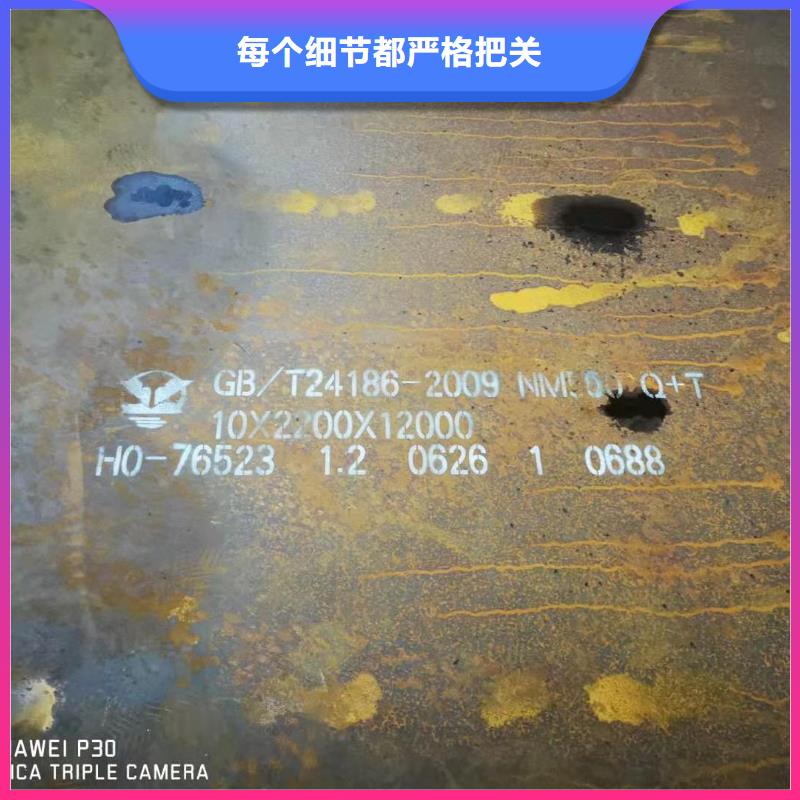 每个细节都严格把关
GB/T24186-2009 Q+T
10X2200X12000
H0-76523 1.2 0626 1 0688
AWEI P30
ICA TRIPLE CAMERA